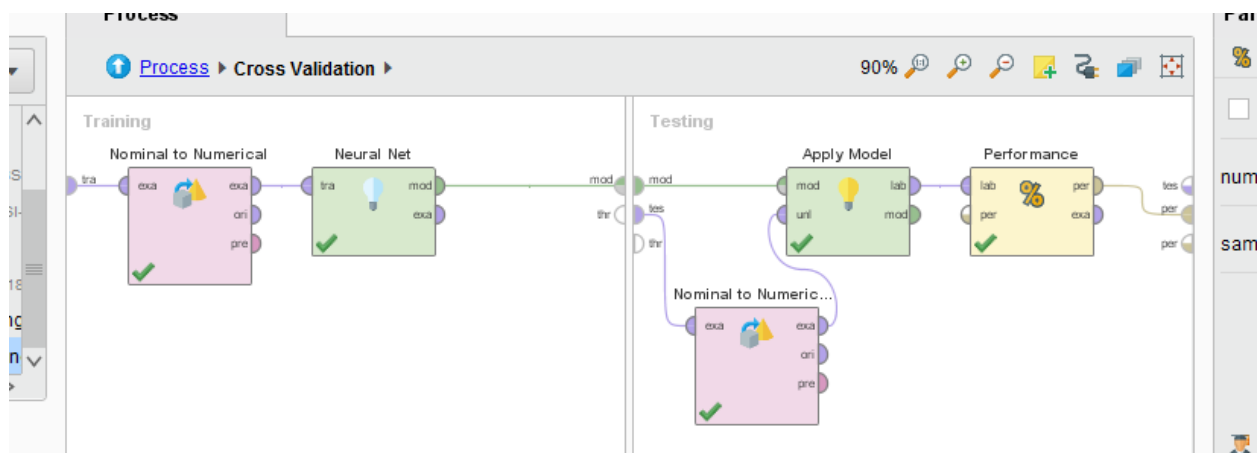 Process
Process Cross Validation
90%
Training
Nominal to Numerical
Neural Net
tra
exa
exa
ori
pre
tra
mod
exa
mod
thr
Testing
Apply Model
Performance
mod
tes
thr
mod
unl
lab
mod
lab
per
per
exa
tes
per
per
Nominal to Numeric...
exa
exa
ori
pre
num
sam